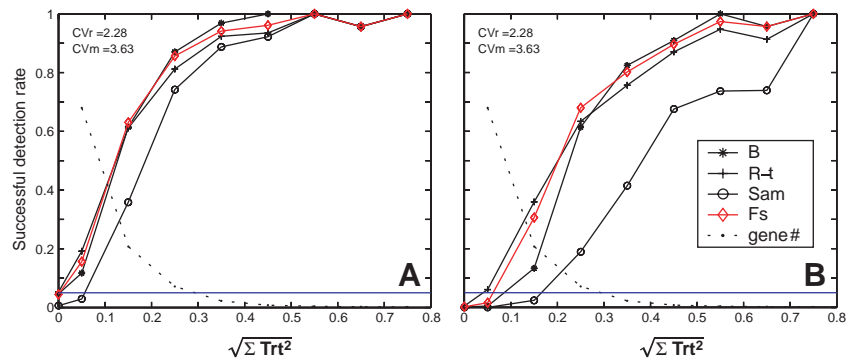 CVr =2.28
CVm =3.63
Successful detection rate
1
0.8
0.6
0.4
0.2
0
0 0.1 0.2 0.3 0.4 0.5 0.6 0.7 0.8
√Σ Trt²
A
CVr =2.28
CVm =3.63
1
0.8
0.6
0.4
0.2
0
0 0.1 0.2 0.3 0.4 0.5 0.6 0.7 0.8
√Σ Trt²
B
R–t
Sam
Fs
gene #
B